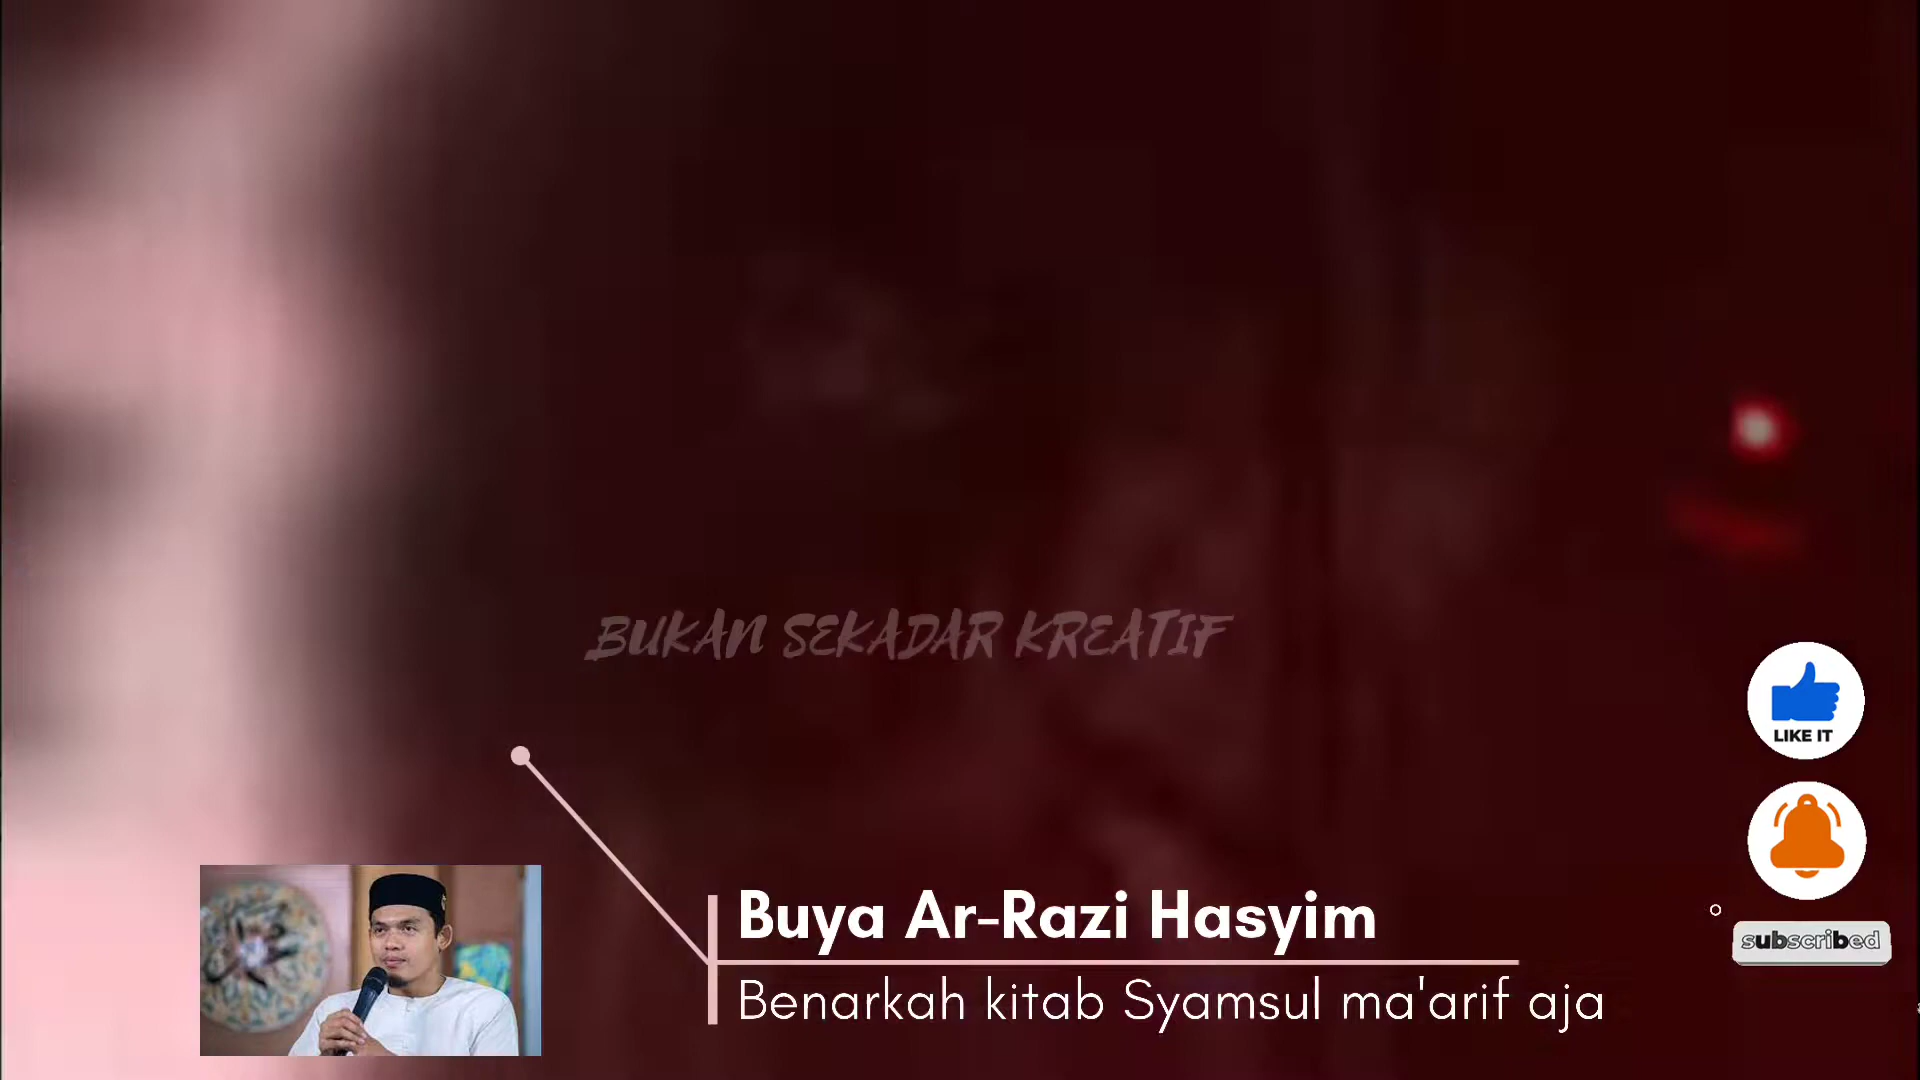 BUKAN SEKADAR KREATIF
LIKE IT
Buya Ar-Razi Hasyim
subscribed
Benarkah kitab Syamsul ma'arif aja